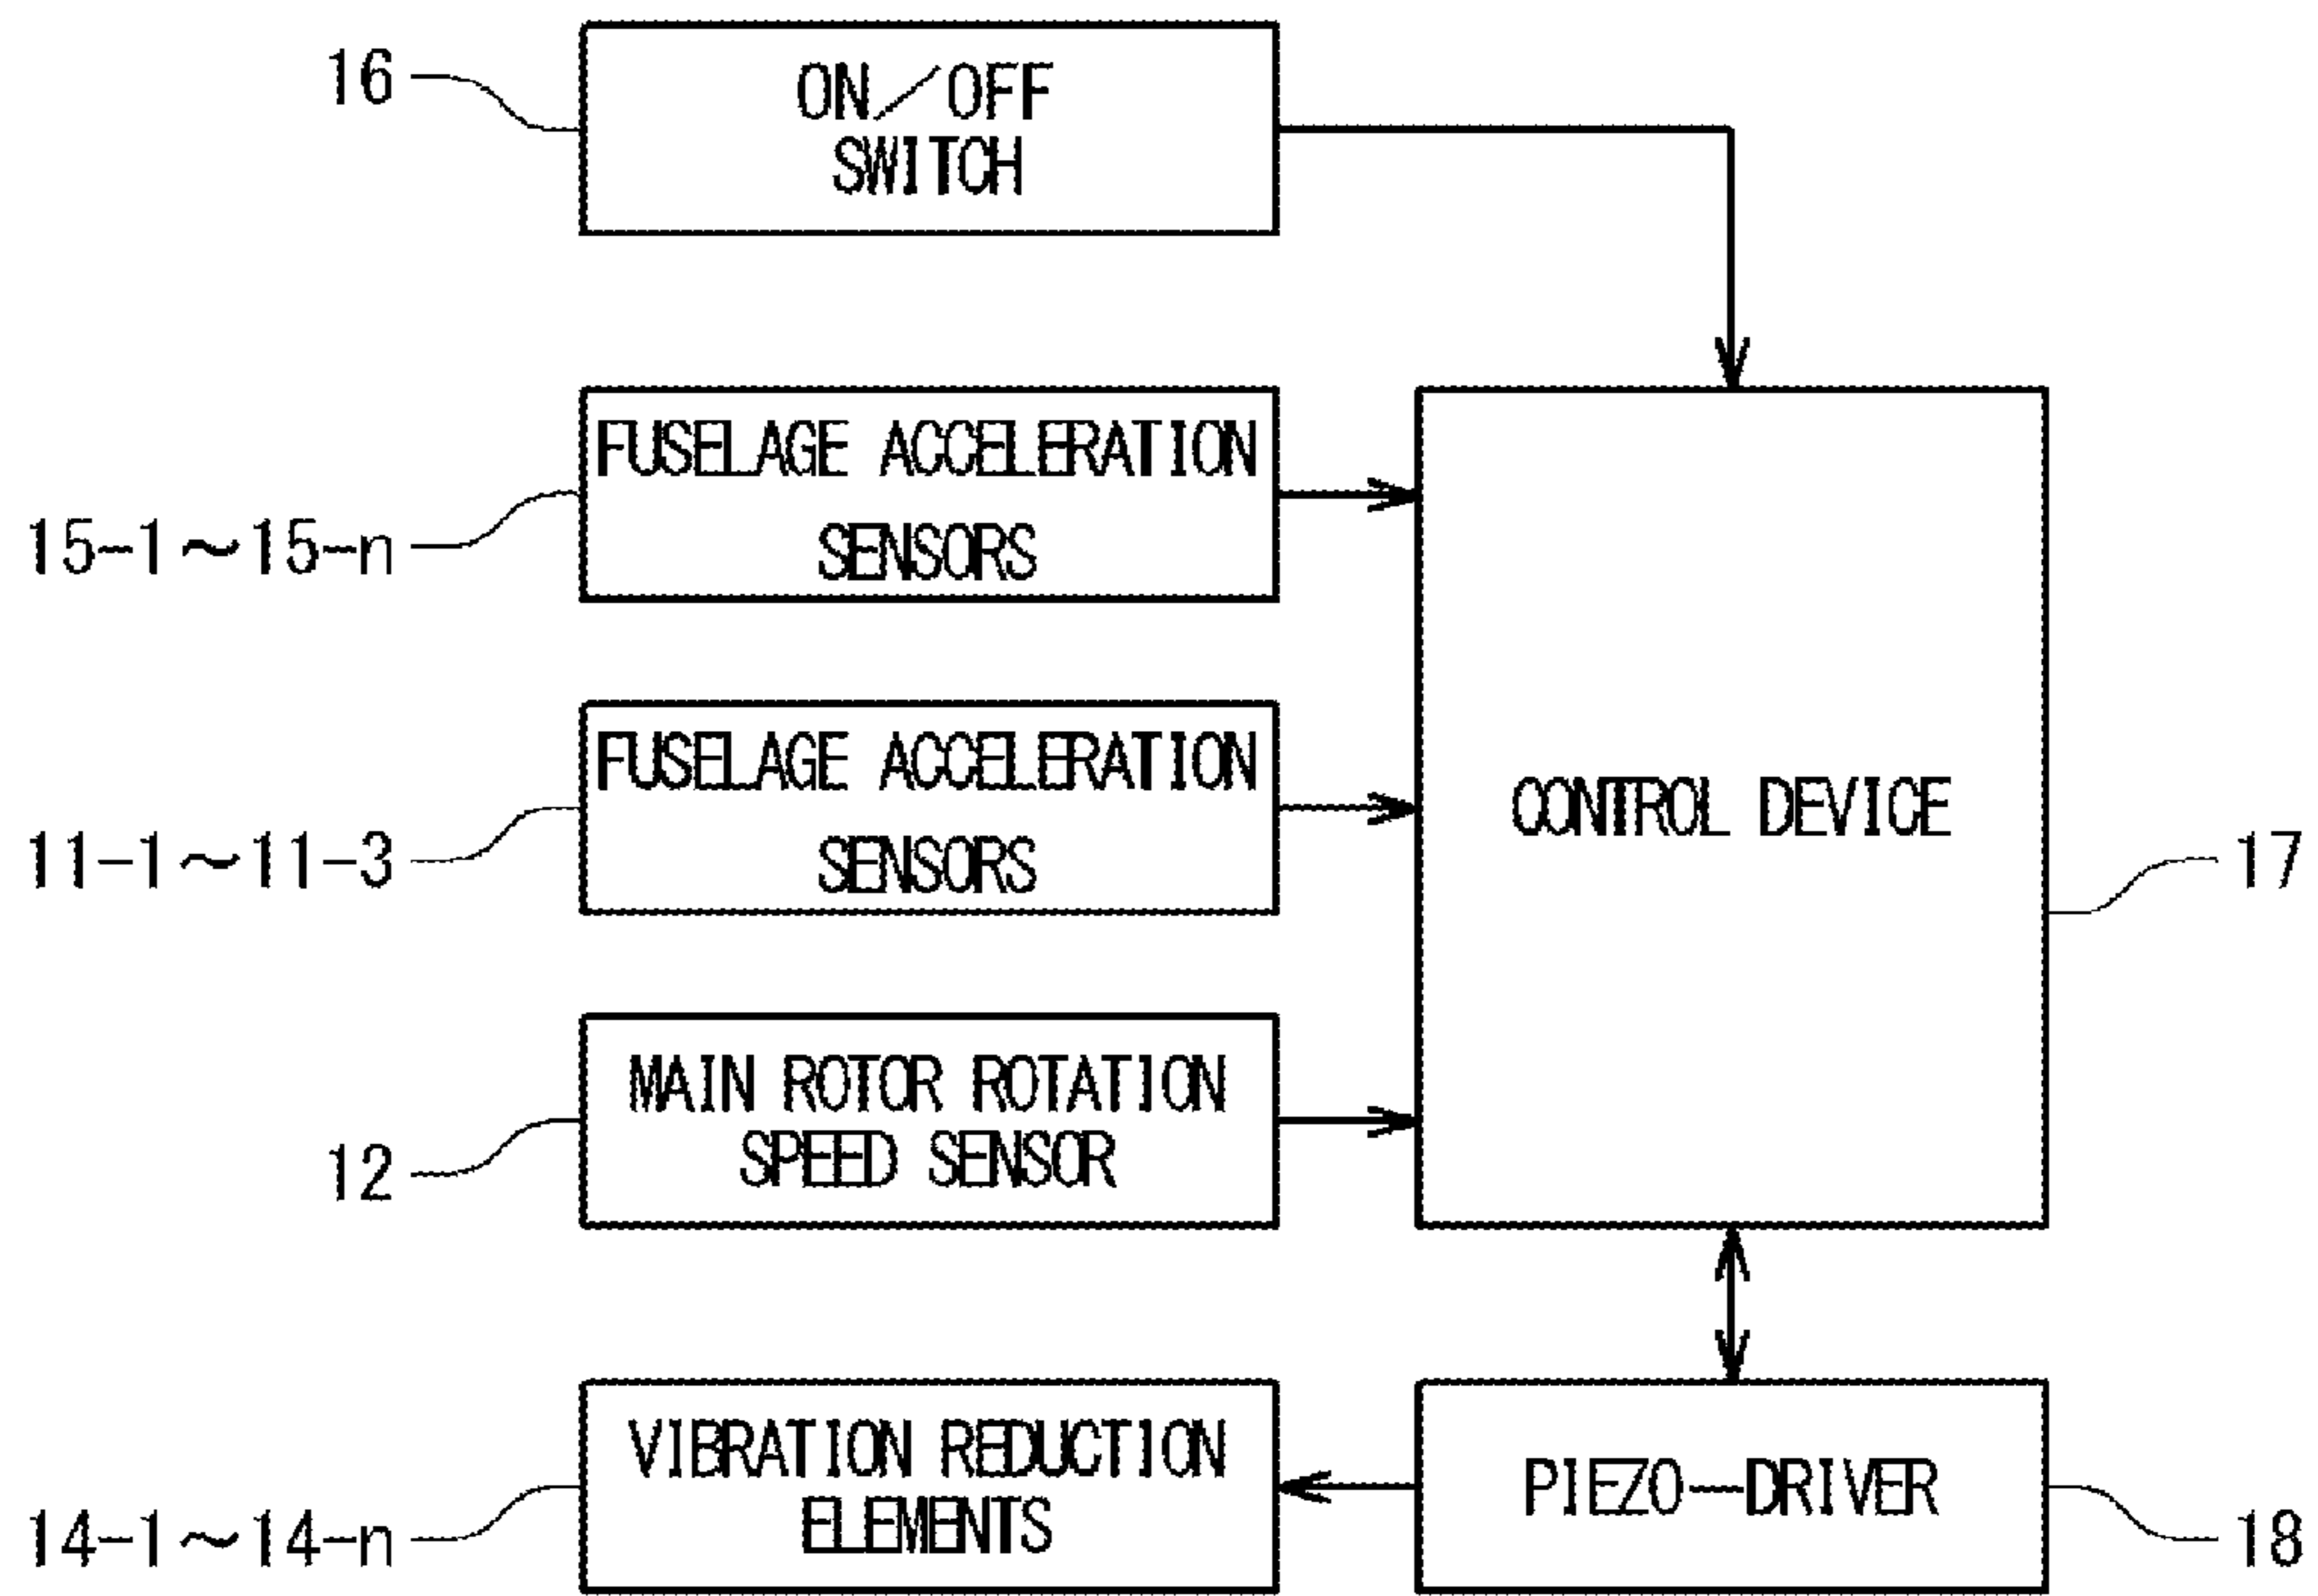 16
ON/OFF
SWITCH
FUSELAGE ACCELERATION
SENSORS
15-1~15-n
FUSELAGE ACCELERATION
SENSORS
11-1~11-3
CONTROL DEVICE
17
MAIN ROTOR ROTATION
SPEED SENSOR
12
VIBRATION REDUCTION
ELEMENTS
14-1~14-n
PIEZO-DRIVER
18